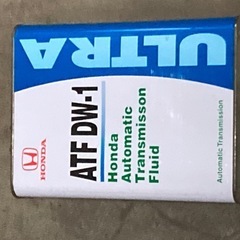 ULTRA
ATF DW-1
Honda
Automatic
Transmisson
Fluid
HONDA
Automatic Transmission